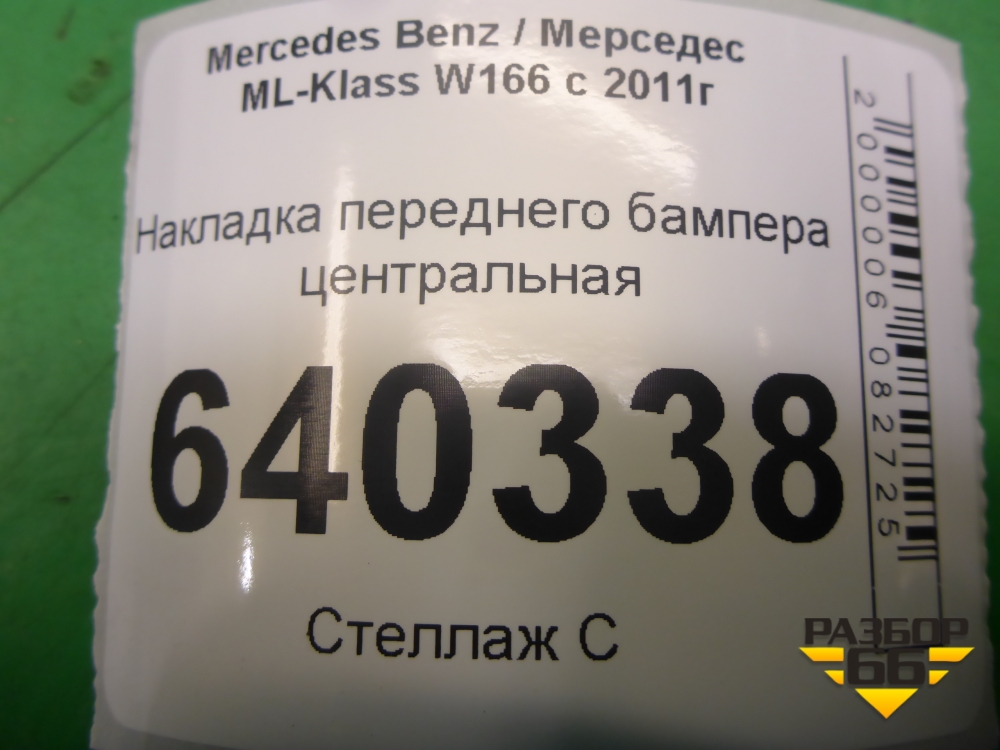 Mercedes Benz / Мерседес
ML-Klass W166 с 2011г
Накладка переднего бампера
центральная
640338
Стеллаж С
2000006082725
РАЗБОР
66